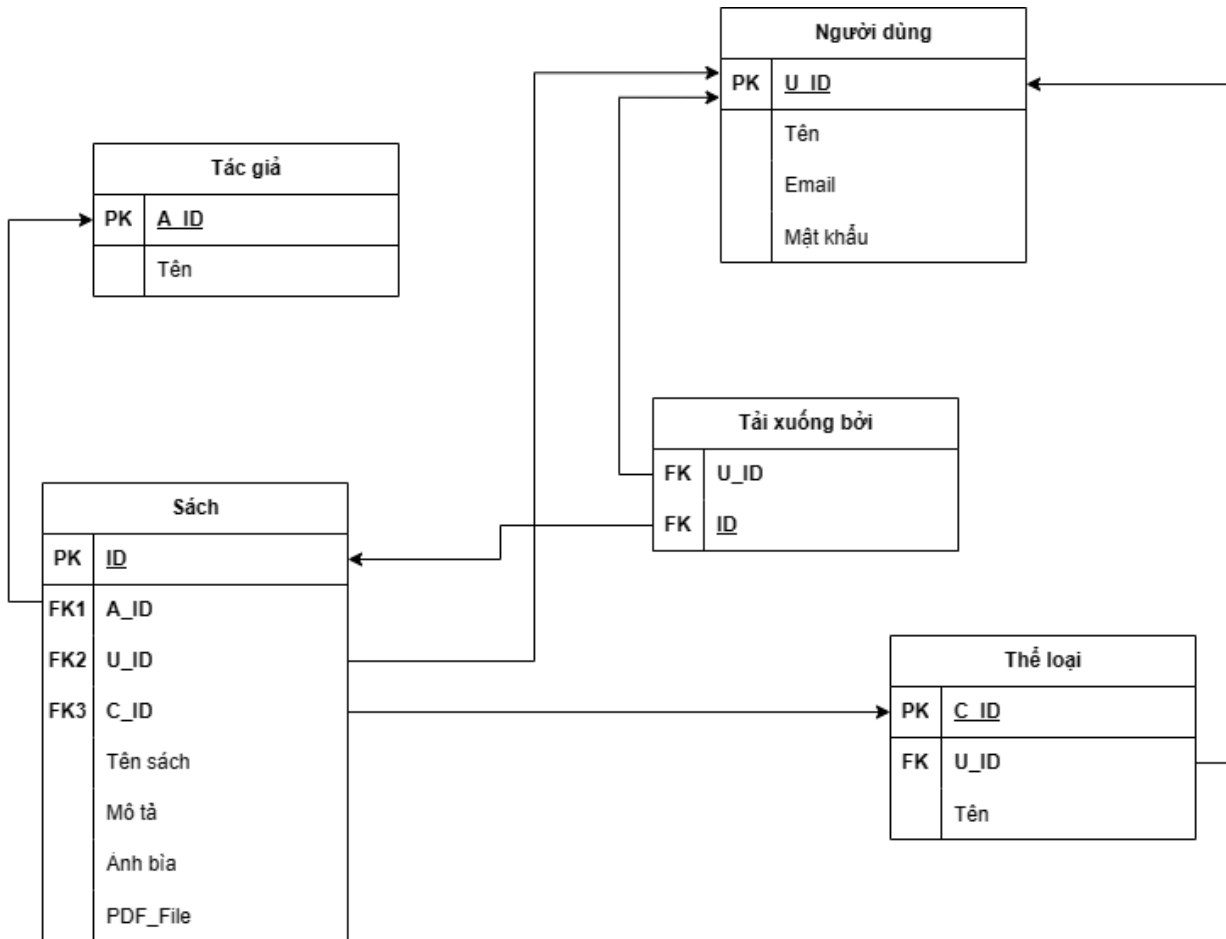 Người dùng
PK U_ID
Tên
Email
Mật khẩu
Tác giả
PK A_ID
Tên
Tải xuống bởi
FK U_ID
FK ID
Sách
PK ID
FK1 A_ID
FK2 U_ID
FK3 C_ID
Tên sách
Mô tả
Ảnh bìa
PDF_File
Thể loại
PK C_ID
FK U_ID
Tên